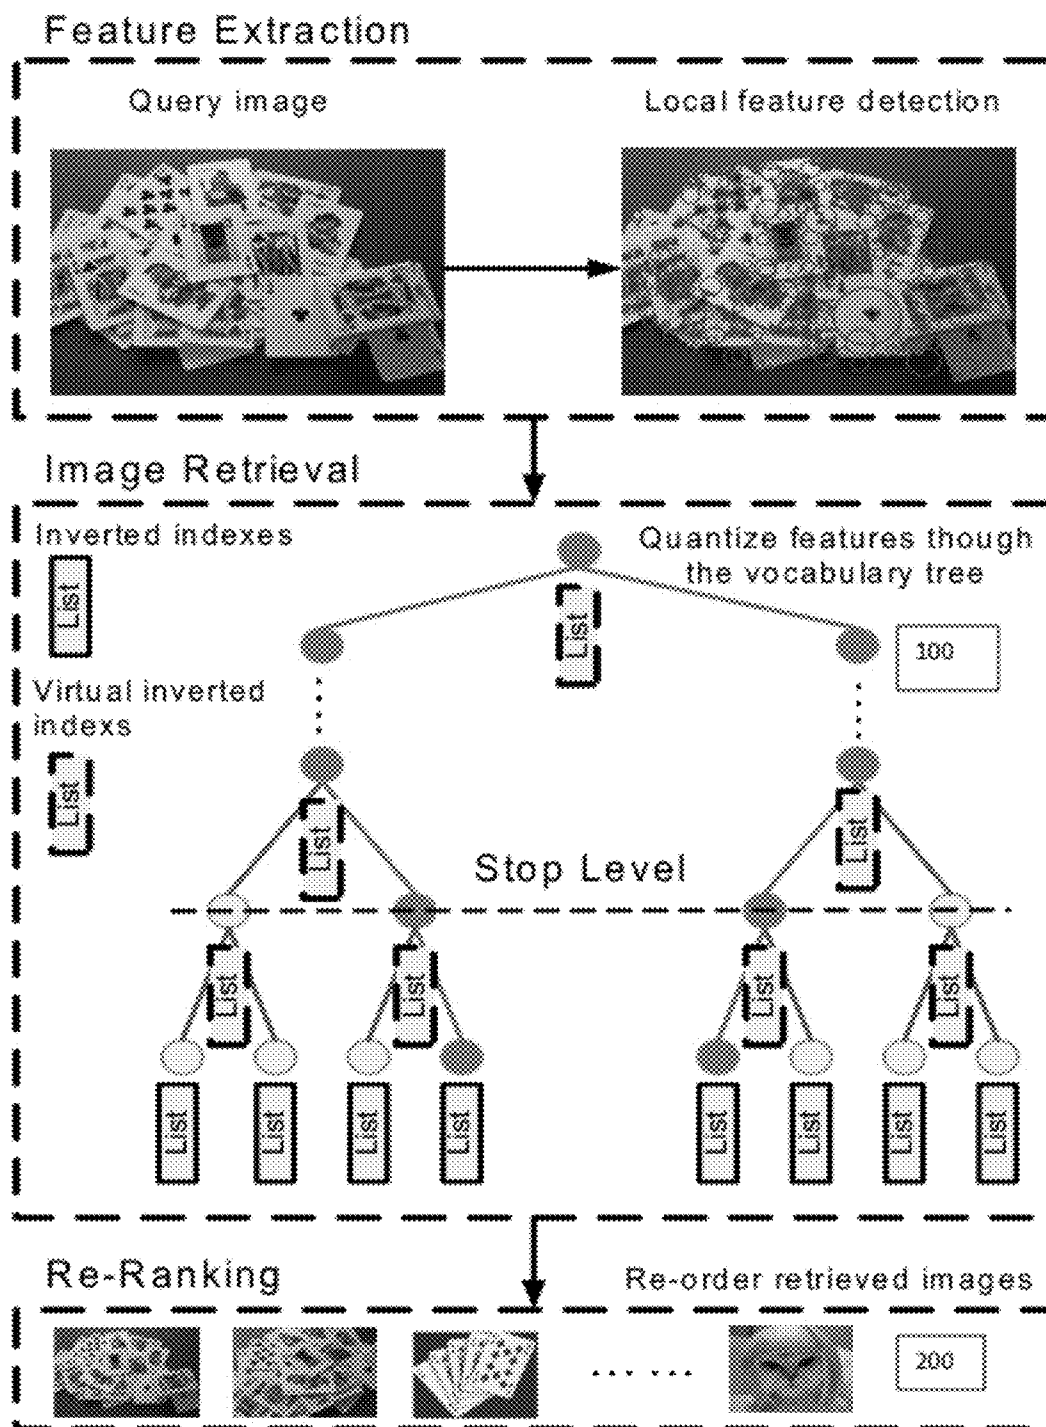 Feature Extraction
Query image
Local feature detection
Image Retrieval
Inverted indexes
List
Virtual inverted
indexs
List
Quantize features though
the vocabulary tree
List
100
List
List
Stop Level
List
List
List
List
List
List
List
List
List
List
List
List
Re-Ranking
Re-order retrieved images
200